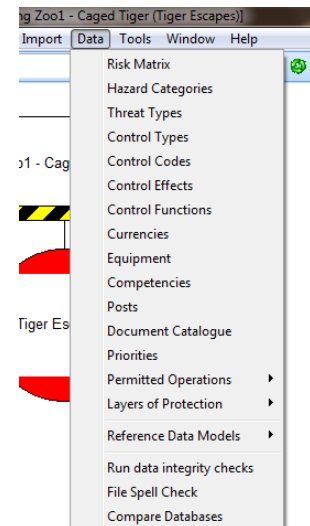 ng Zoo1 - Caged Tiger (Tiger Escapes)]
Import Data Tools Window Help
Risk Matrix
Hazard Categories
Threat Types
Control Types
o1 - Cag
Control Codes
Control Effects
Control Functions
Currencies
Equipment
Competencies
Posts
Tiger Es
Document Catalogue
Priorities
Permitted Operations
Layers of Protection
Reference Data Models
Run data integrity checks
File Spell Check
Compare Databases